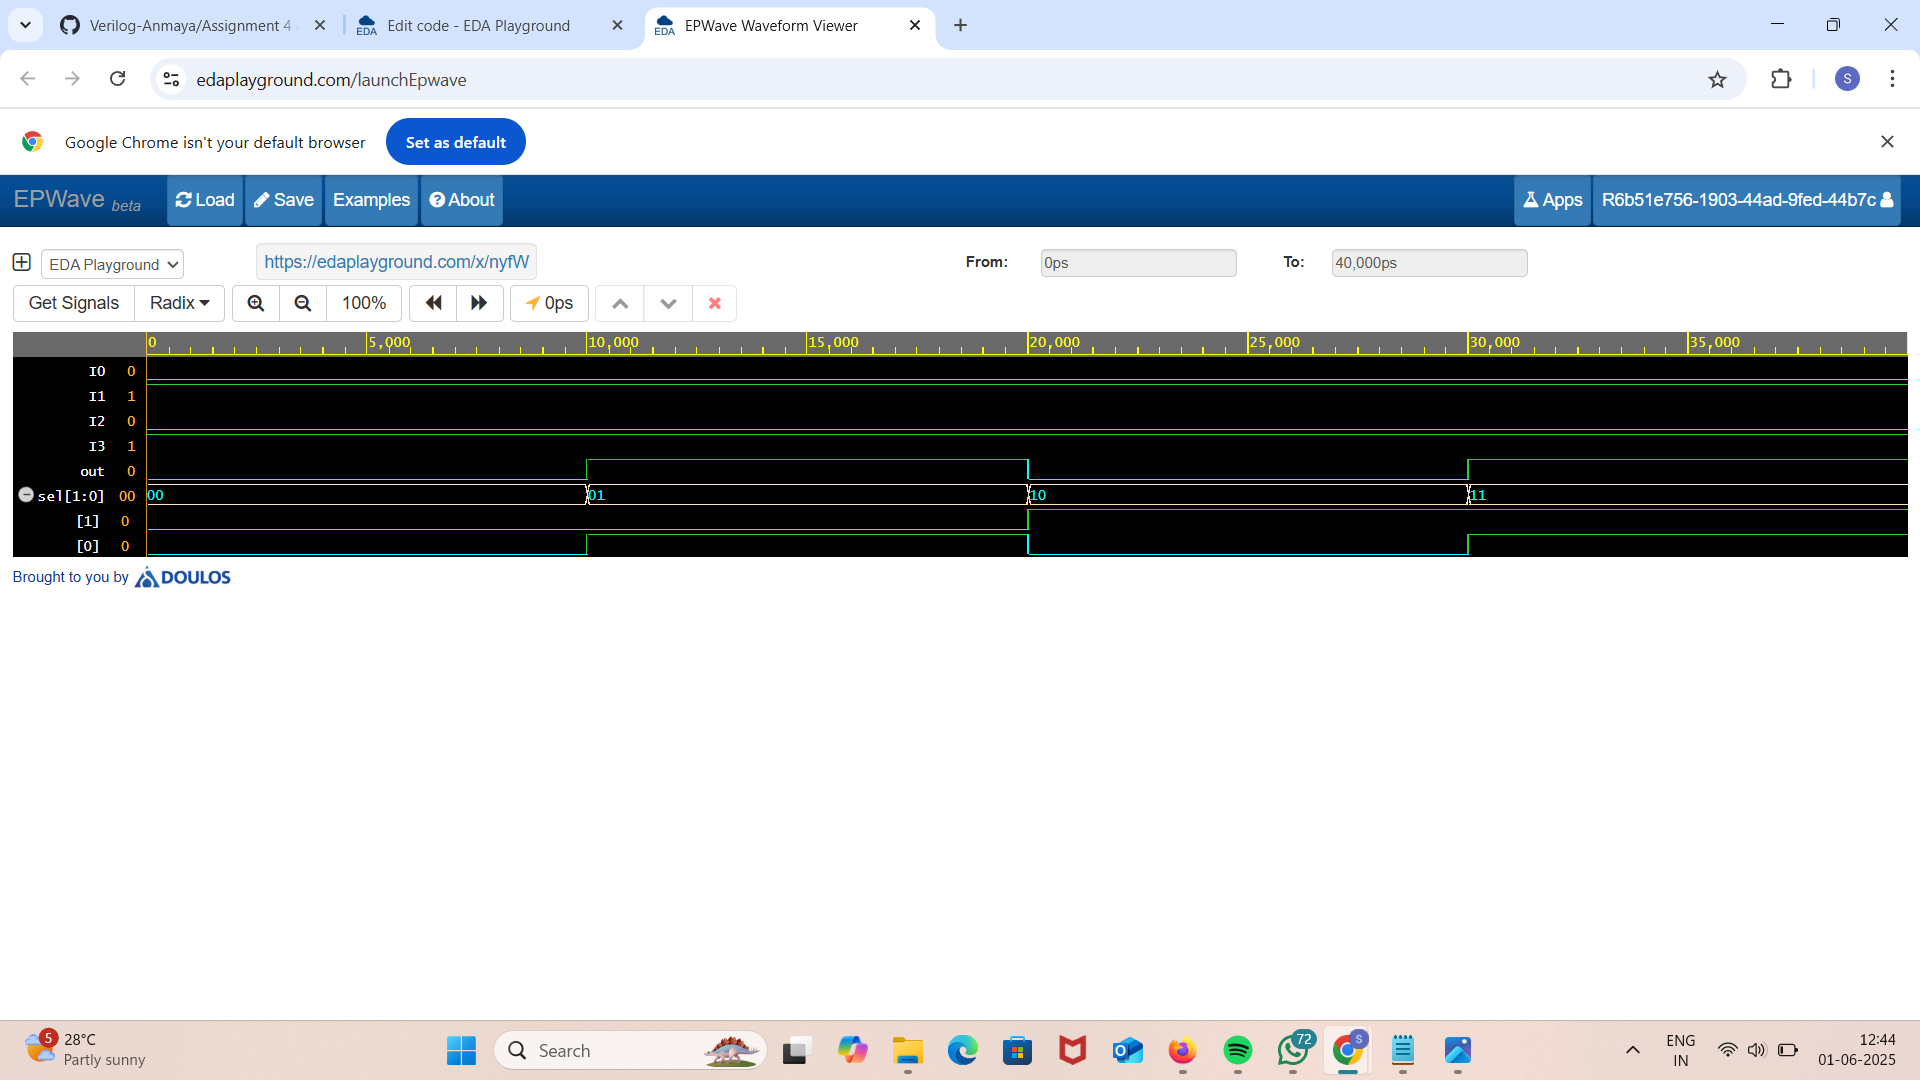 Verilog-Anmaya/Assignment 4
Edit code - EDA Playground
EPWave Waveform Viewer
edaplayground.com/launchEpwave
S
Google Chrome isn't your default browser
Set as default
EPWave beta
Load
Save
Examples
About
Apps
R6b51e756-1903-44ad-9fed-44b7c
EDA Playground
https://edaplayground.com/x/nyfW
From:
0ps
To:
40,000ps
Get Signals
Radix
100%
0ps
0 5,000 10,000 15,000 20,000 25,000 30,000 35,000
I0 0
I1 1
I2 0
I3 1
out 0
sel[1:0] 00 00 01 10 11
[1] 0
[0] 0
Brought to you by DOULOS
5
28°C
Partly sunny
Search
72
S
ENG
IN
12:44
01-06-2025